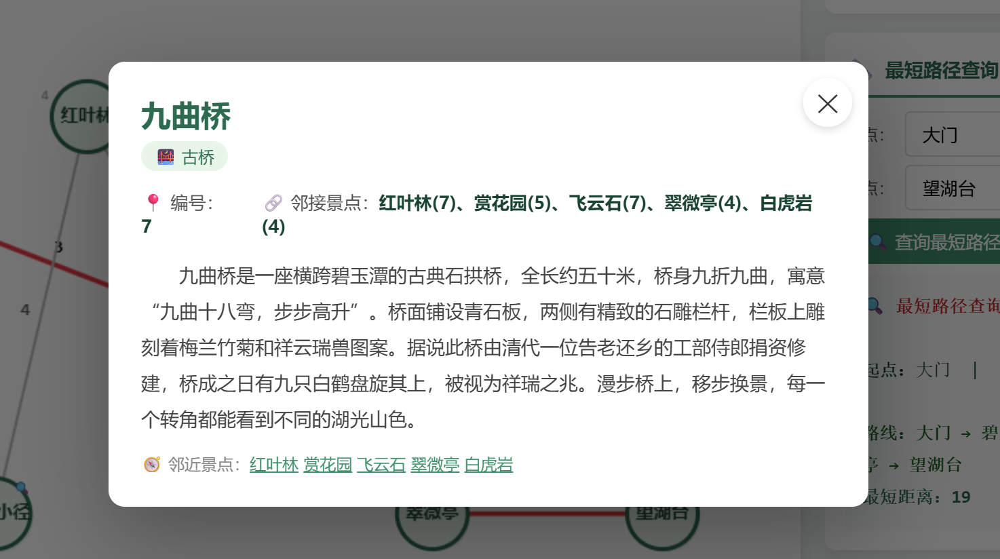 4
红叶林
3
4
小径
翠微亭
望湖台
九曲桥
古桥
编号：
7
邻接景点：红叶林(7)、赏花园(5)、飞云石(7)、翠微亭(4)、白虎岩
(4)
九曲桥是一座横跨碧玉潭的古典石拱桥，全长约五十米，桥身九折九曲，寓意
“九曲十八弯，步步高升”。桥面铺设青石板，两侧有精致的石雕栏杆，栏板上雕
刻着梅兰竹菊和祥云瑞兽图案。据说此桥由清代一位告老还乡的工部侍郎捐资修
建，桥成之日有九只白鹤盘旋其上，被视为祥瑞之兆。漫步桥上，移步换景，每一
个转角都能看到不同的湖光山色。
邻近景点：红叶林 赏花园 飞云石 翠微亭 白虎岩
最短路径查询
点：
大门
点：
望湖台
查询最短路径
最短路径查询
起点：大门 |
路线：大门 → 碧
亭 → 望湖台
最短距离：19